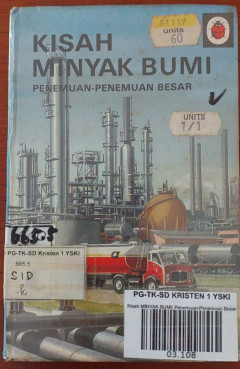 51117
units
60
KISAH
MINYAK BUMI
PENEMUAN-PENEMUAN BESAR
UNITS
1/1
665.5
PG-TK-SD Kristen 1 YSKI
665.5
SID
k
PG-TK-SD KRISTEN 1 YSKI
Kisah MINYAK BUMI: Penemuan-Penemuan Besar
03.108